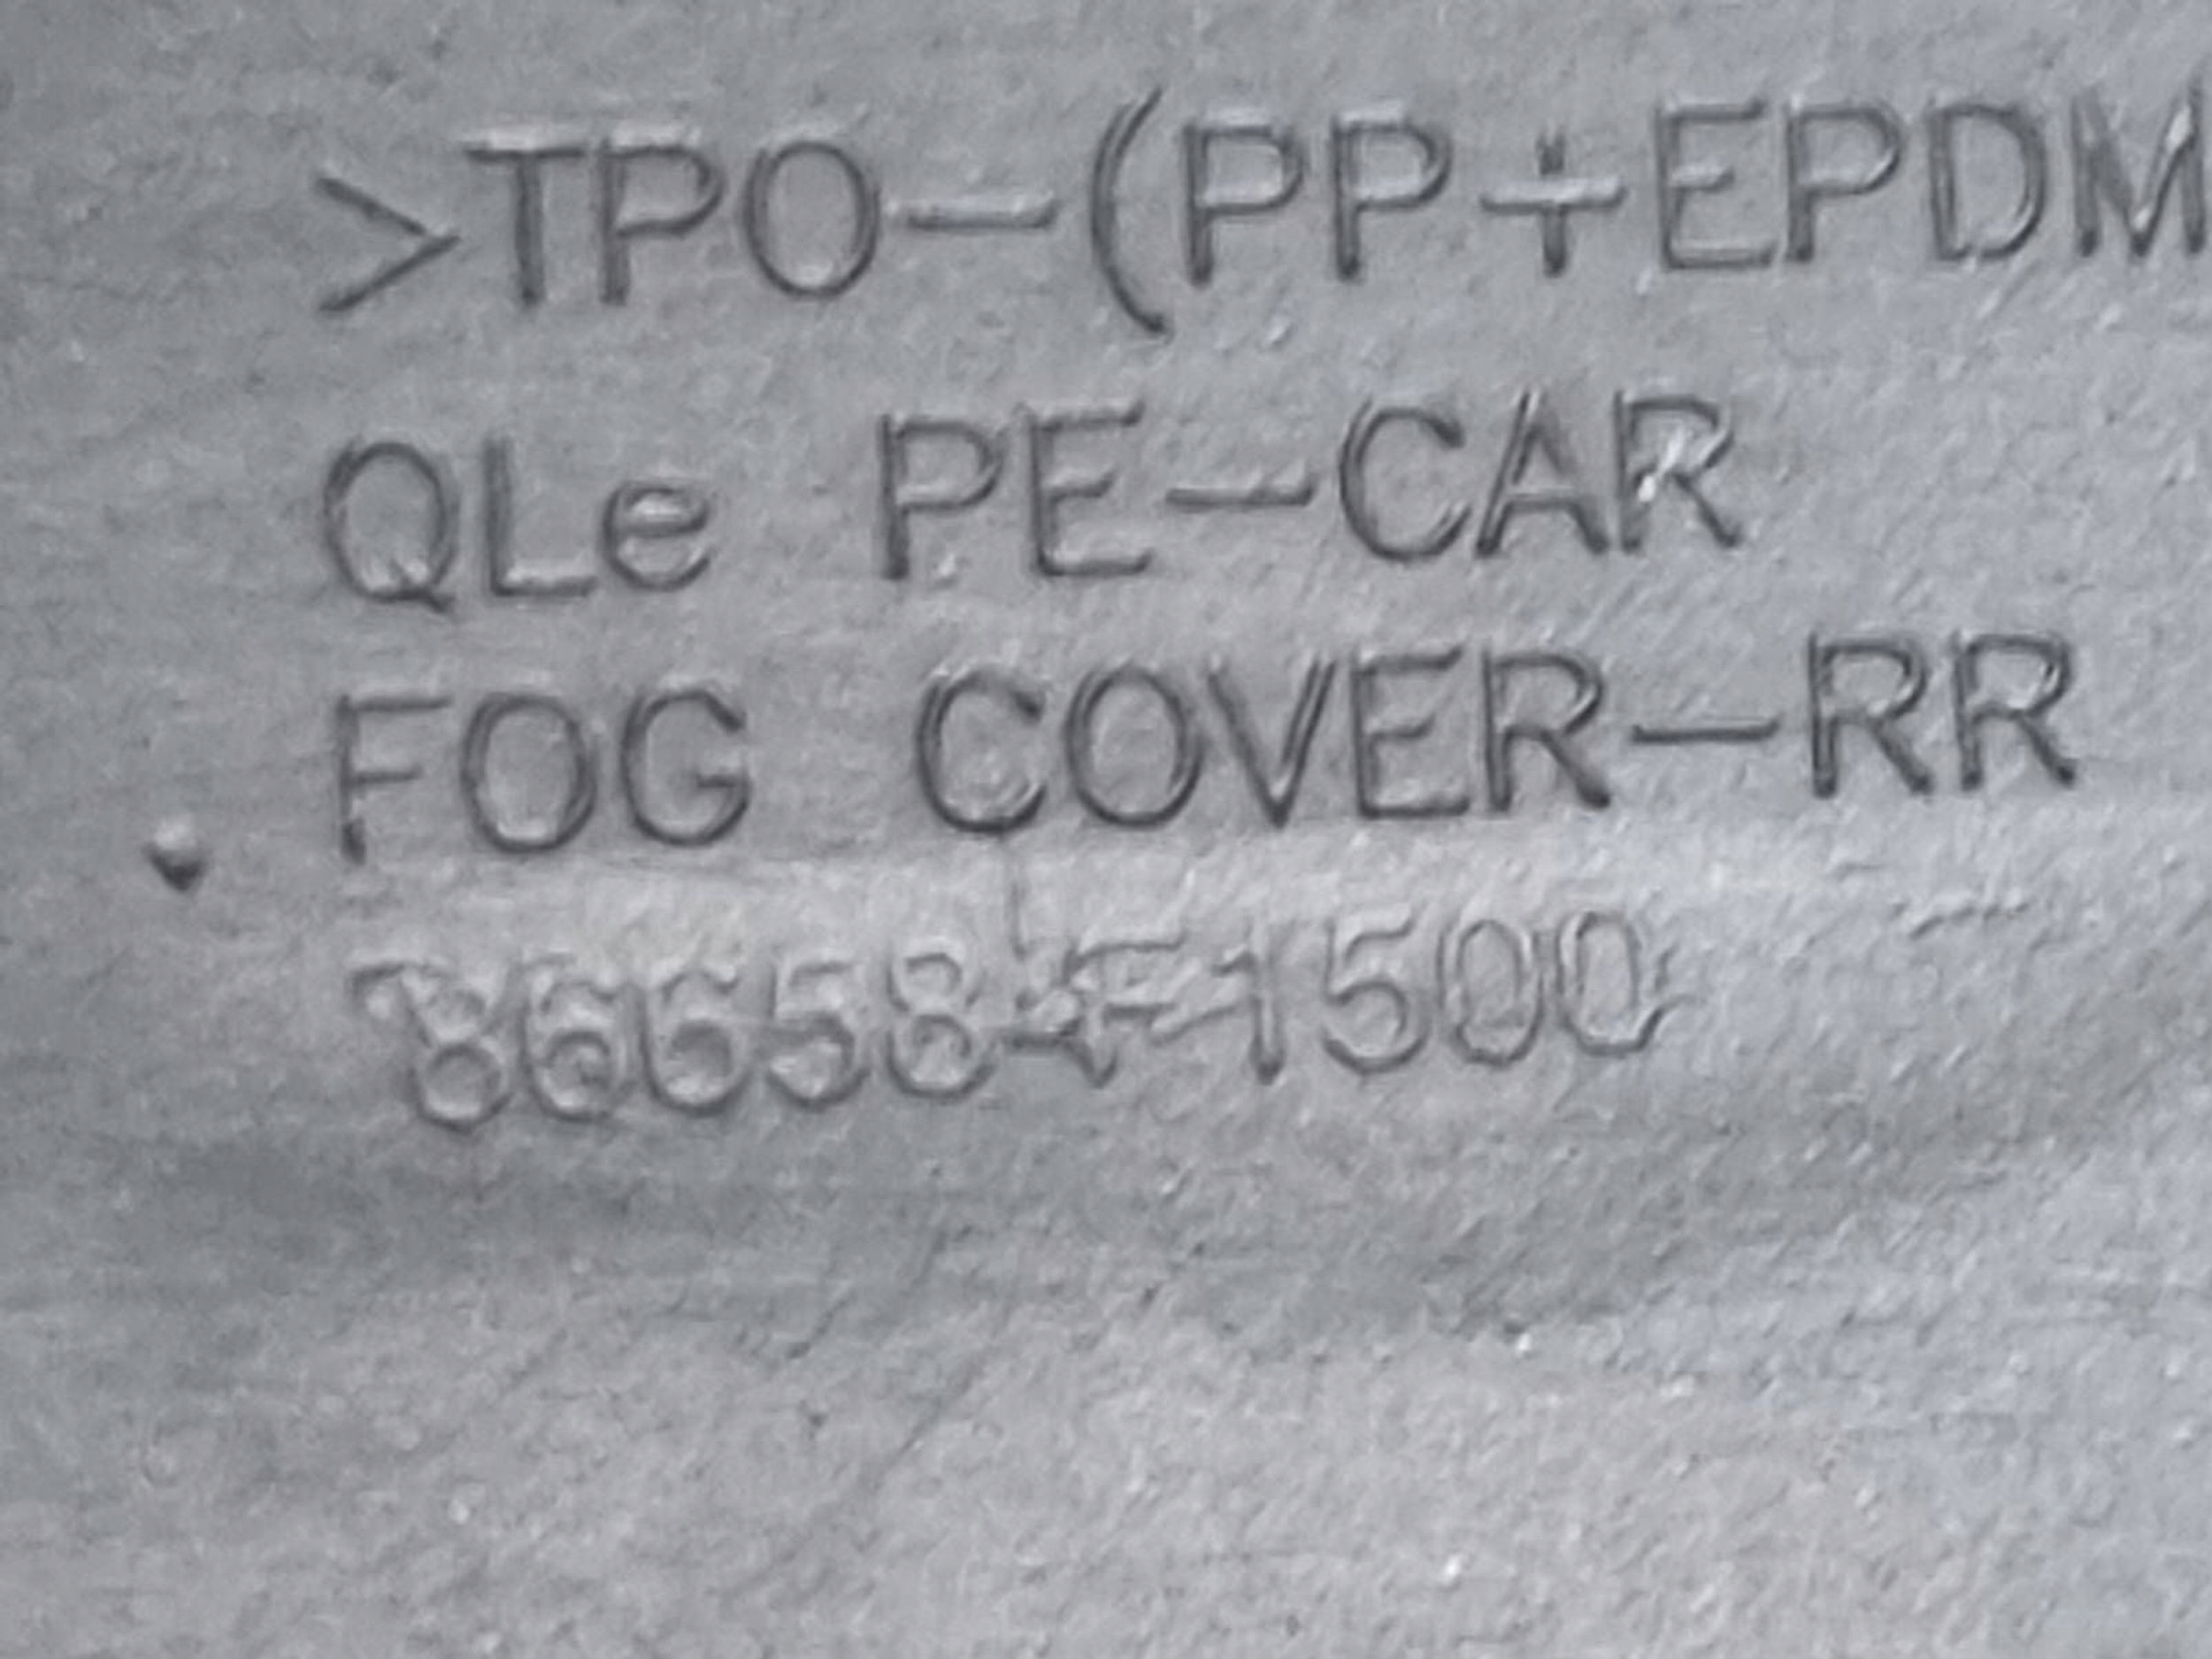 >TPO-(PP+EPDM
QLe PE-CAR
FOG COVER-RR
86658-F1500